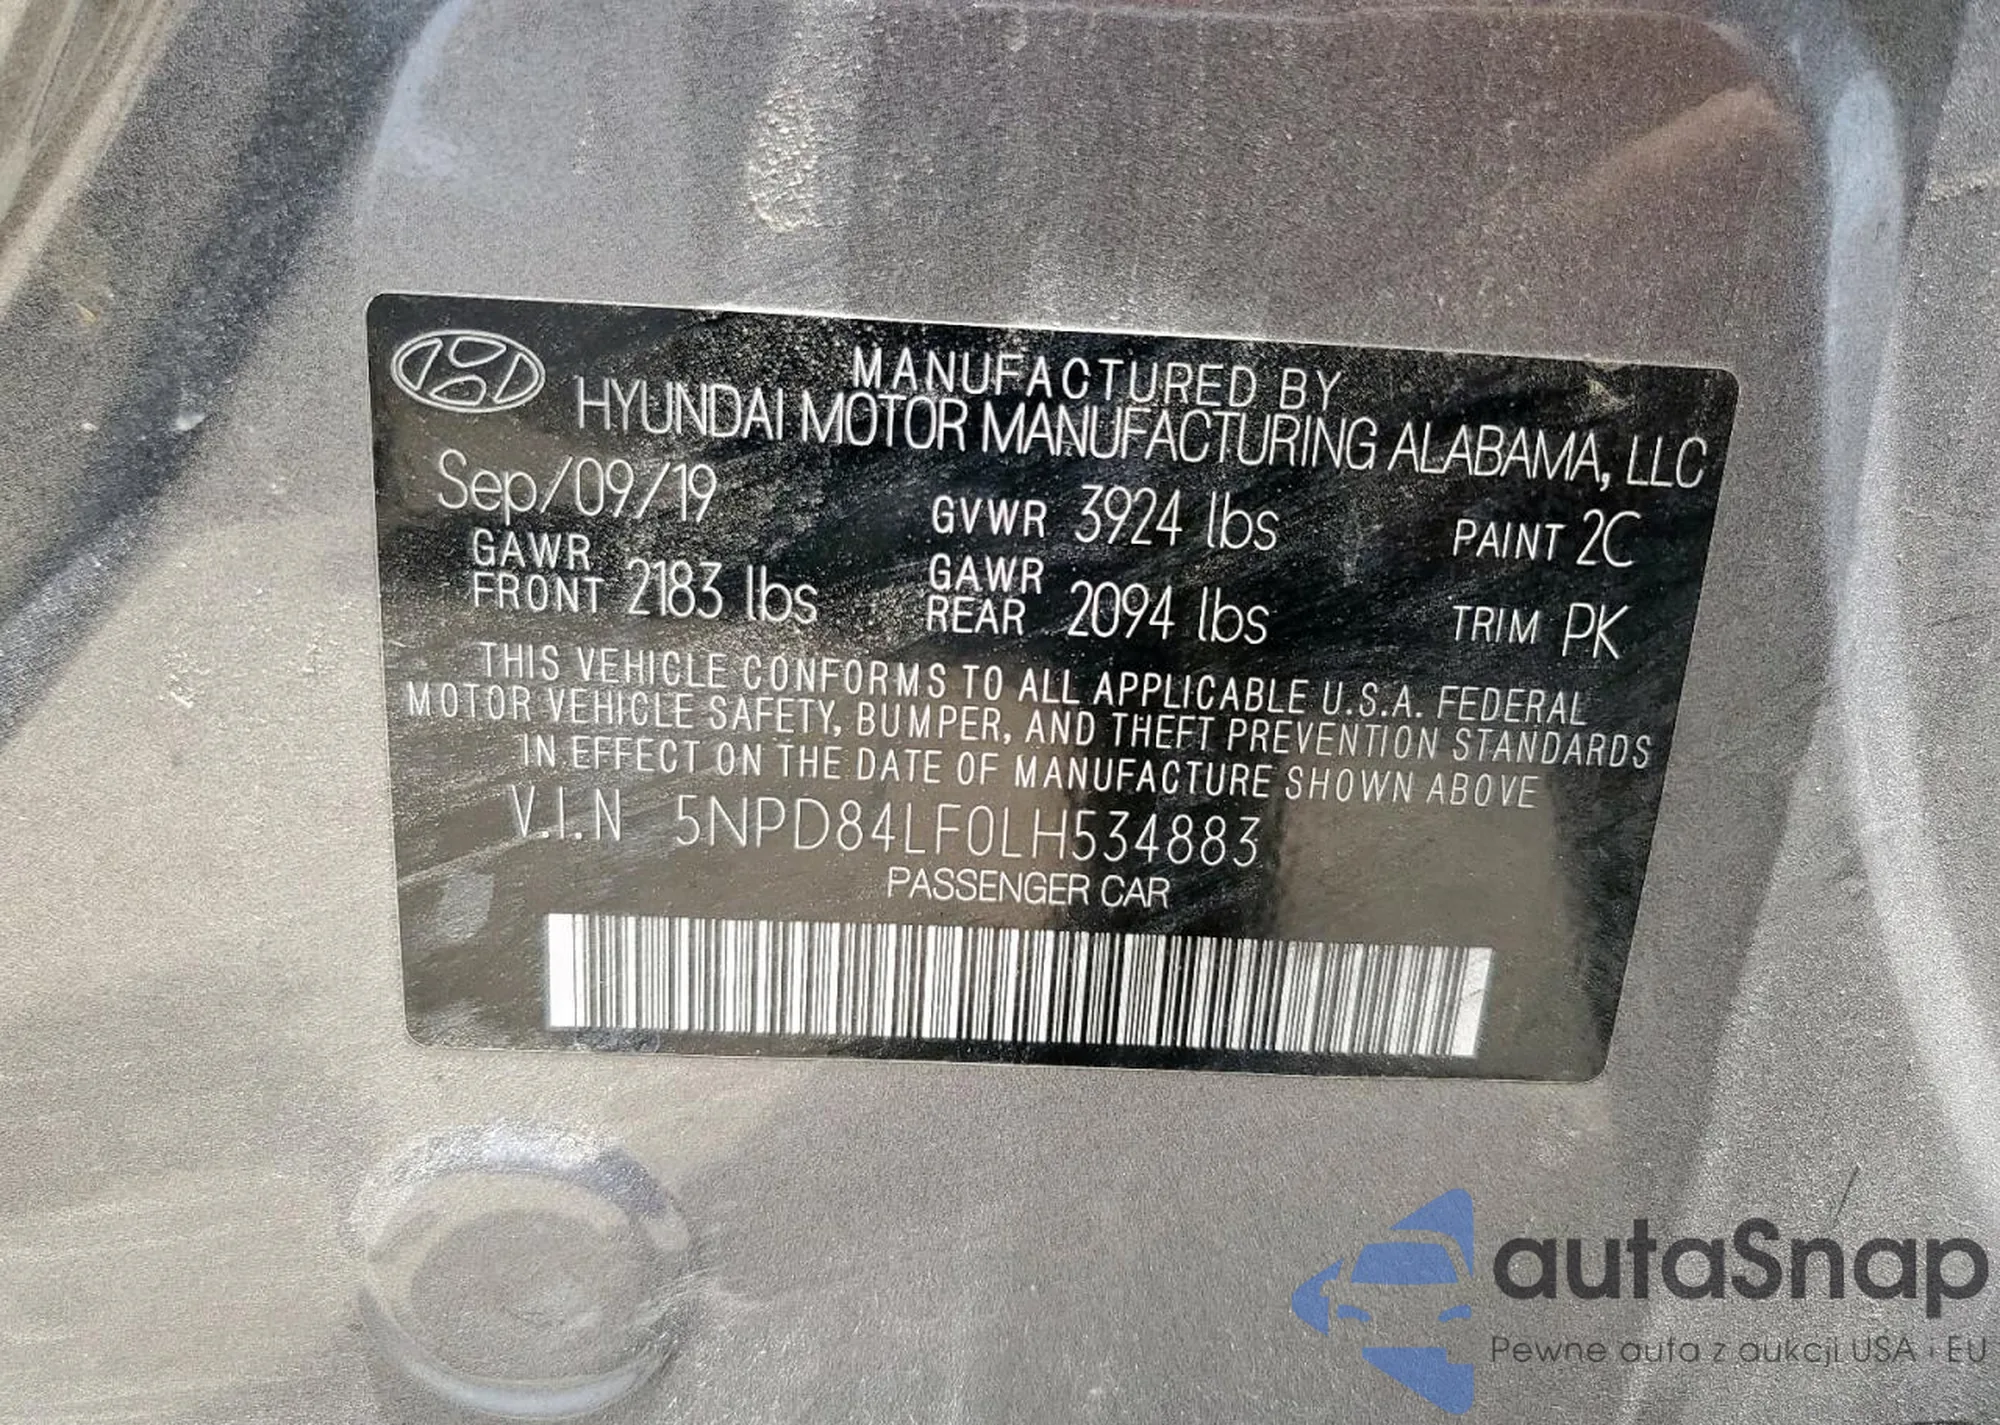 MANUFACTURED BY
HYUNDAI MOTOR MANUFACTURING ALABAMA, LLC
Sep/09/19 GVWR 3924 lbs PAINT 2C
GAWR FRONT 2183 lbs GAWR REAR 2094 lbs TRIM PK
THIS VEHICLE CONFORMS TO ALL APPLICABLE U.S.A. FEDERAL
MOTOR VEHICLE SAFETY, BUMPER, AND THEFT PREVENTION STANDARDS
IN EFFECT ON THE DATE OF MANUFACTURE SHOWN ABOVE
V.I.N 5NPD84LF0LH534883
PASSENGER CAR
autaSnap
Pewne auta z aukcji USA i EU